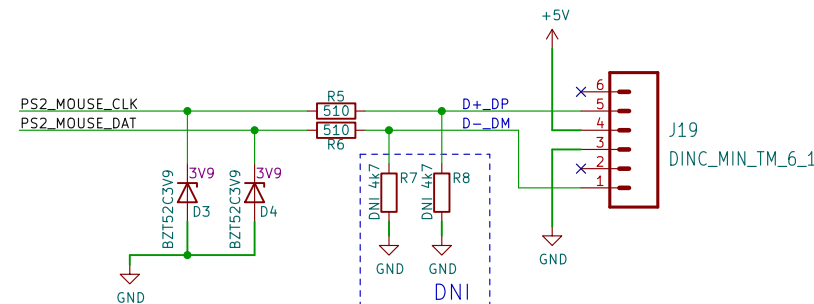 +5V
PS2_MOUSE_CLK
R5
510
D+_DP
6
5
PS2_MOUSE_DAT
510
R6
D-_DM
4
3
2
1
J19
DINC_MIN_TM_6_1
BZT52C3V9
3V9
D3
BZT52C3V9
3V9
D4
DNI 4k7
R7
DNI 4k7
R8
GND
GND
GND
GND
DNI